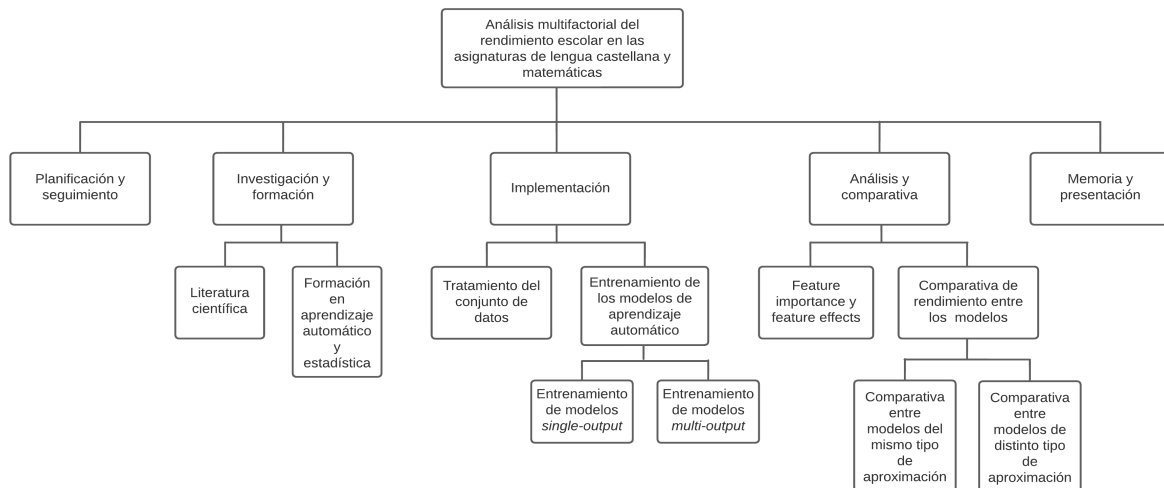 Análisis multifactorial del
rendimiento escolar en las
asignaturas de lengua castellana y
matemáticas
Planificación y
seguimiento
Investigación y
formación
Implementación
Análisis y
comparativa
Memoria y
presentación
Literatura
científica
Formación
en
aprendizaje
automático
y
estadística
Tratamiento del
conjunto de
datos
Entrenamiento de
los modelos de
aprendizaje
automático
Feature
importance y
feature effects
Comparativa de
rendimiento entre
los modelos
Entrenamiento
de modelos
single-output
Entrenamiento
de modelos
multi-output
Comparativa
entre
modelos del
mismo tipo
de
aproximación
Comparativa
entre
modelos de
distinto tipo
de
aproximación